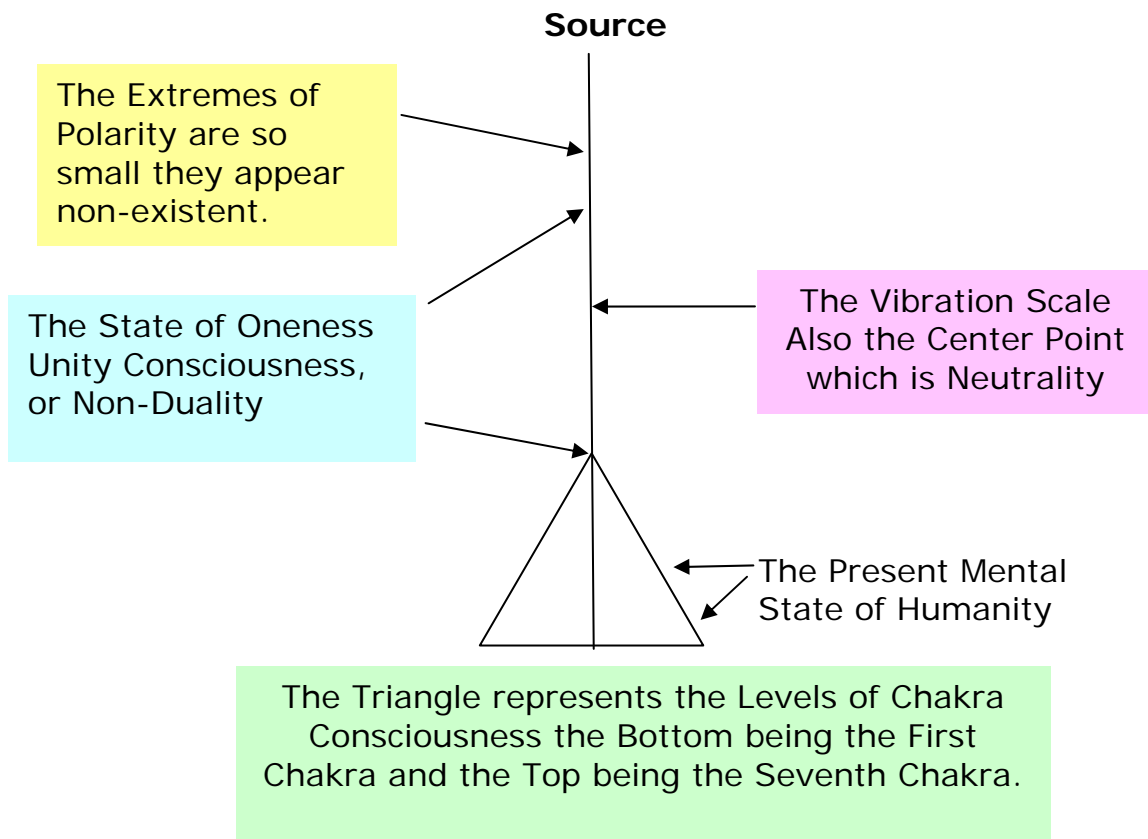 Source
The Extremes of
Polarity are so
small they appear
non-existent.
The State of Oneness
Unity Consciousness,
or Non-Duality
The Vibration Scale
Also the Center Point
which is Neutrality
The Present Mental
State of Humanity
The Triangle represents the Levels of Chakra
Consciousness the Bottom being the First
Chakra and the Top being the Seventh Chakra.